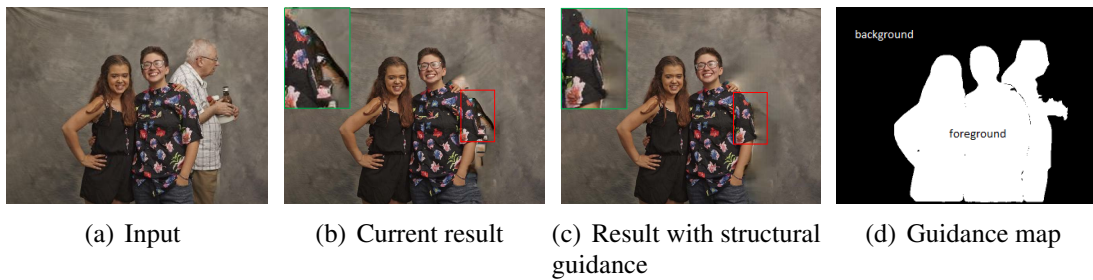 background
foreground
(a) Input
(b) Current result
(c) Result with structural
guidance
(d) Guidance map